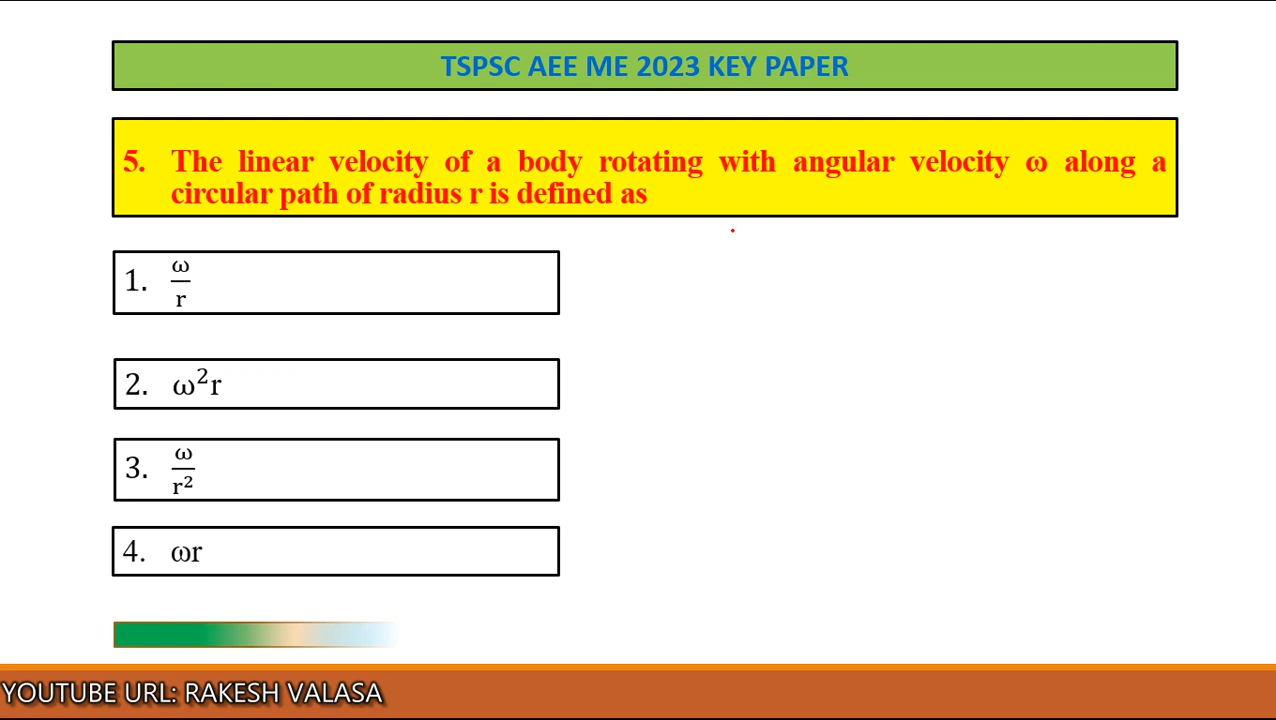 TSPSC AEE ME 2023 KEY PAPER
5. The linear velocity of a body rotating with angular velocity ω along a
circular path of radius r is defined as
1. ω/r
2. ω²r
3. ω/r²
4. ωr
YOUTUBE URL: RAKESH VALASA